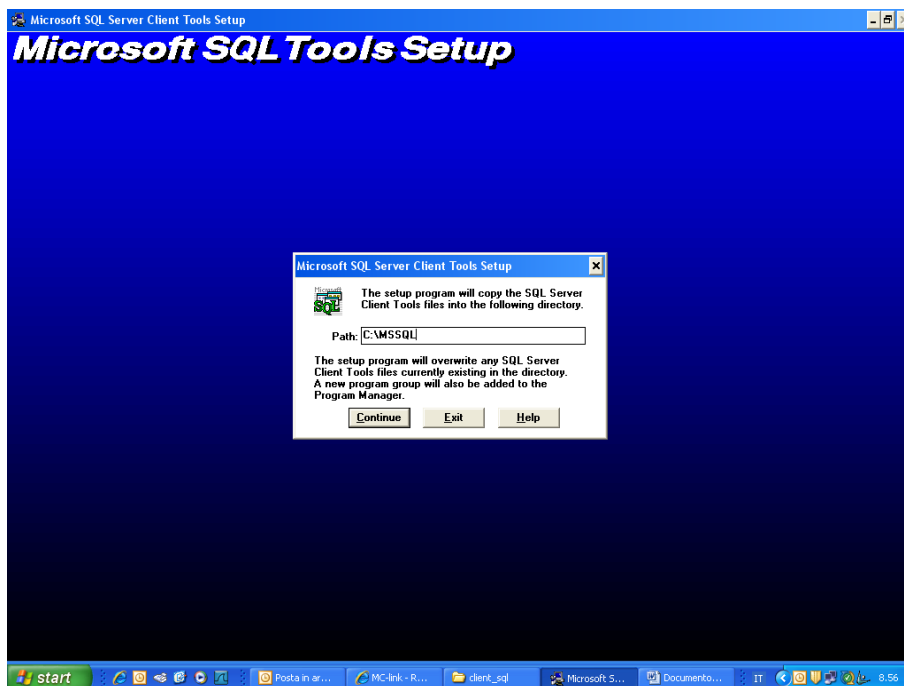 Microsoft SQL Server Client Tools Setup
Microsoft SQL Tools Setup
Microsoft SQL Server Client Tools Setup
Microsoft
SQL
The setup program will copy the SQL Server
Client Tools files into the following directory.
Path: C:\MSSQL
The setup program will overwrite any SQL Server
Client Tools files currently existing in the directory.
A new program group will also be added to the
Program Manager.
Continue Exit Help
start Posta in ar... MC-link - R... client_sql Microsoft S... Documento... IT 8.56